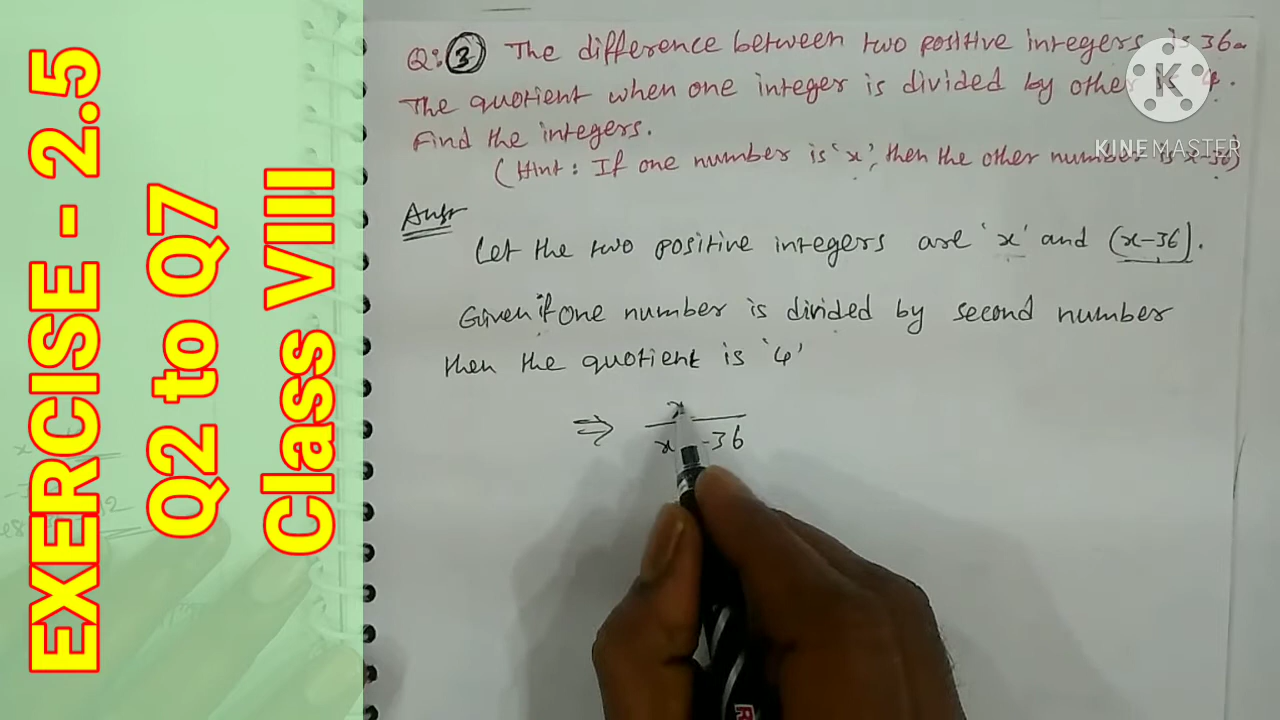 EXERCISE - 2.5
Q2 to Q7
Class VIII
Q: 3 The difference between two positive integers is 36.
The quotient when one integer is divided by other is 4.
Find the integers.
(Hint: If one number is 'x', then the other number is x-36)
K
KINEMASTER
Ansr
Let the two positive integers are 'x' and (x-36).
Given if one number is divided by second number
then the quotient is '4'
⇒ x
x -36